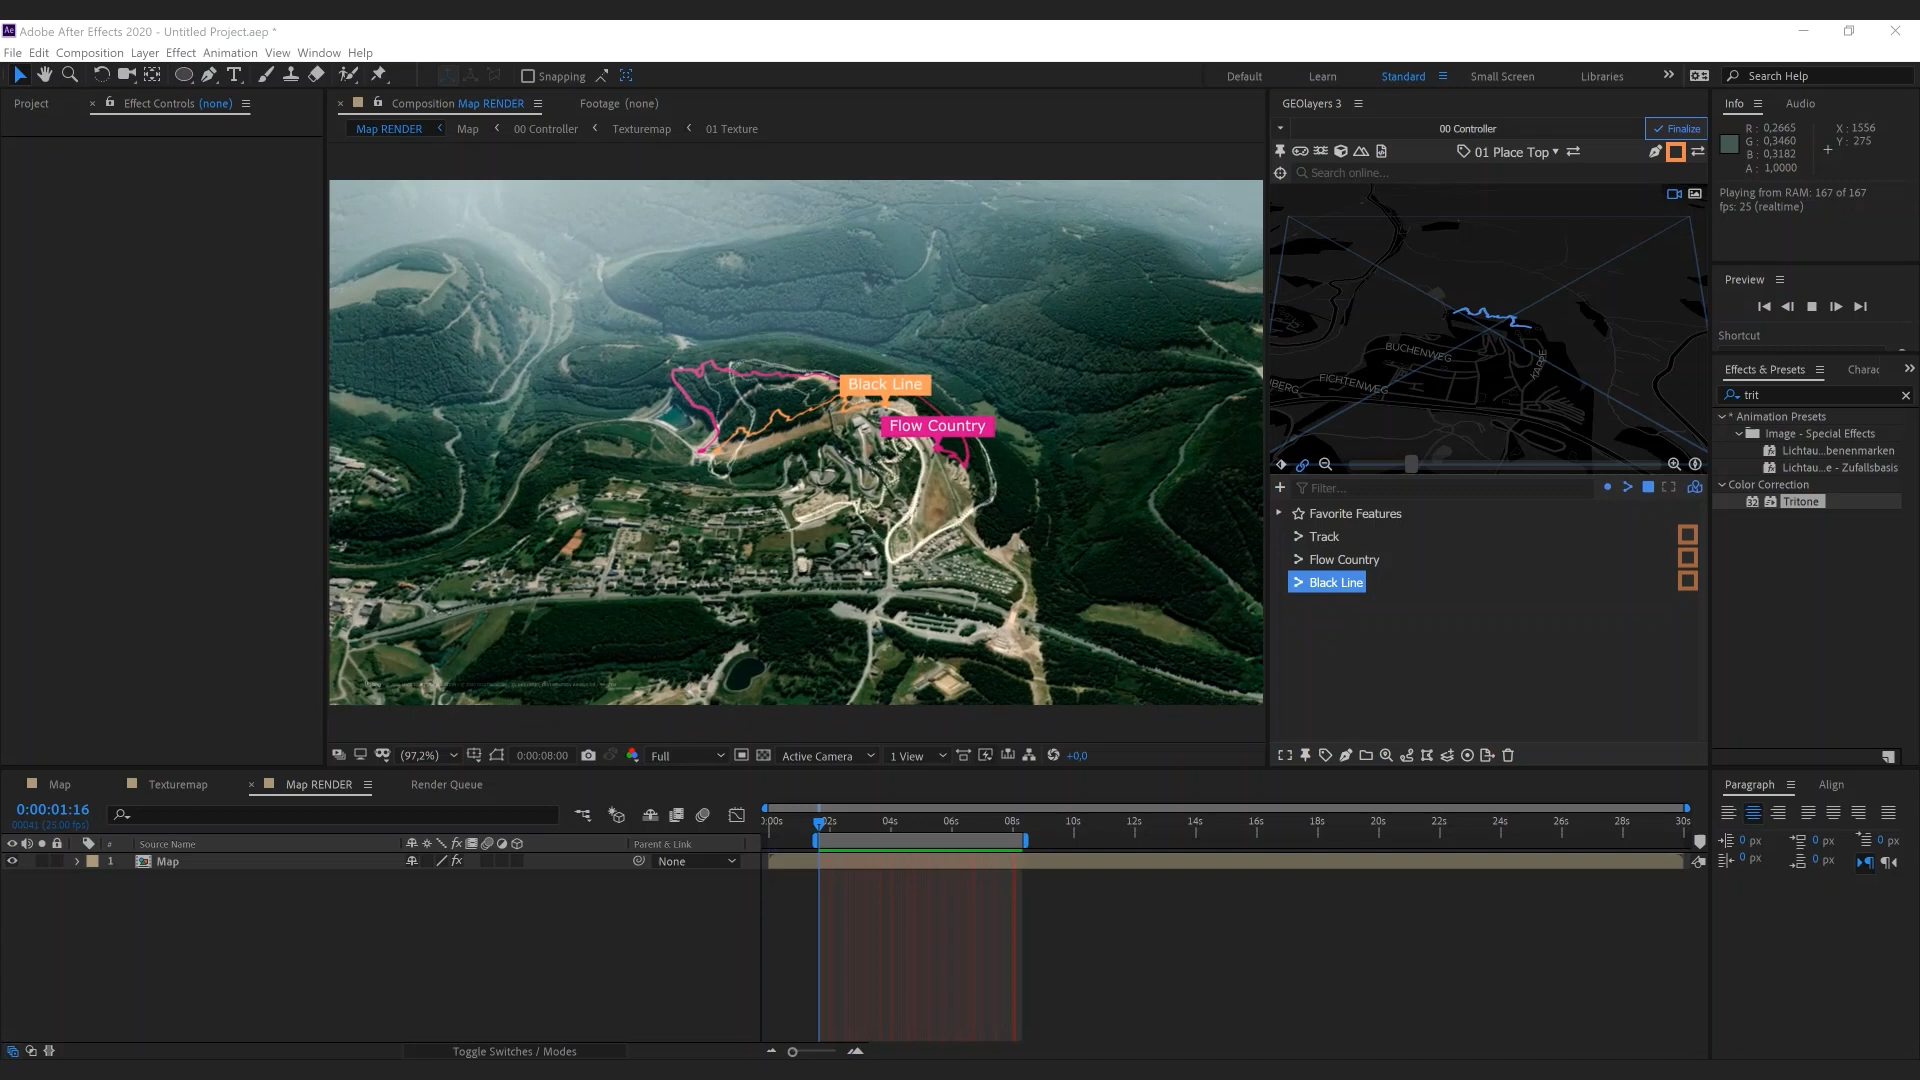 Adobe After Effects 2020 - Untitled Project.aep *
File Edit Composition Layer Effect Animation View Window Help
Snapping
Default Learn Standard Small Screen Libraries
Search Help
Project
Effect Controls (none)
Composition Map RENDER
Footage (none)
Map RENDER Map 00 Controller Texturemap 01 Texture
Black Line
Flow Country
(97,2%)
0:00:08:00
Full
Active Camera
1 View
+0,0
GEOlayers 3
00 Controller
Finalize
01 Place Top
Search online...
BUCHENWEG
FICHTENWEG
KAPPE
Filter...
Favorite Features
Track
Flow Country
Black Line
Info Audio
R: 0,2665
G: 0,3460
B: 0,3182
A: 1,0000
X: 1556
Y: 275
Playing from RAM: 167 of 167
fps: 25 (realtime)
Preview
Shortcut
Effects & Presets
Charac
trit
* Animation Presets
Image - Special Effects
Lichtau...benenmarken
Lichtau...e - Zufallsbasis
Color Correction
32 Tritone
Map Texturemap Map RENDER Render Queue
0:00:01:16
00041 (25.00 fps)
# Source Name
Parent & Link
1 Map
None
0:00s 02s 04s 06s 08s 10s 12s 14s 16s 18s 20s 22s 24s 26s 28s 30s
Toggle Switches / Modes
Paragraph Align
0 px 0 px 0 px
0 px 0 px